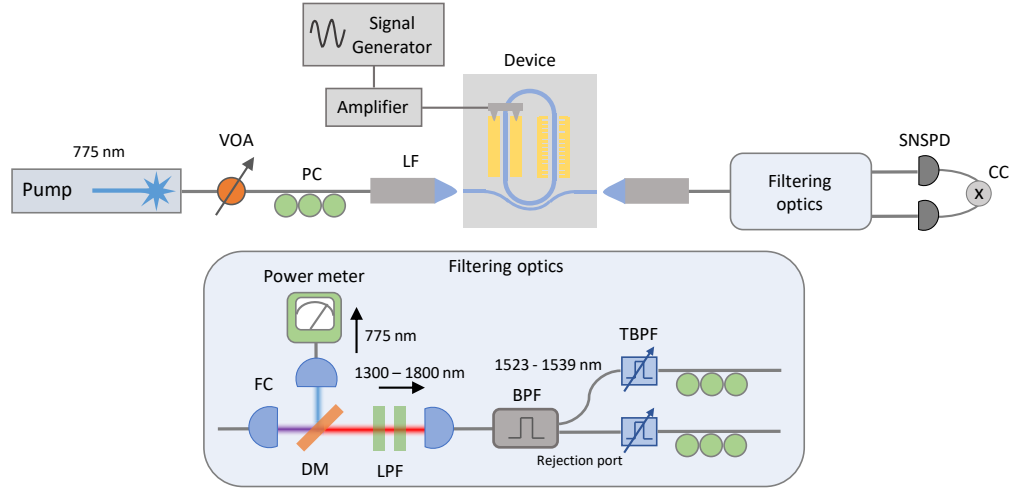 Signal
Generator
Amplifier
Device
775 nm
Pump
VOA
PC
LF
Filtering
optics
SNSPD
CC
X
Filtering optics
Power meter
775 nm
1300 – 1800 nm
FC
DM
LPF
BPF
1523 - 1539 nm
TBPF
Rejection port